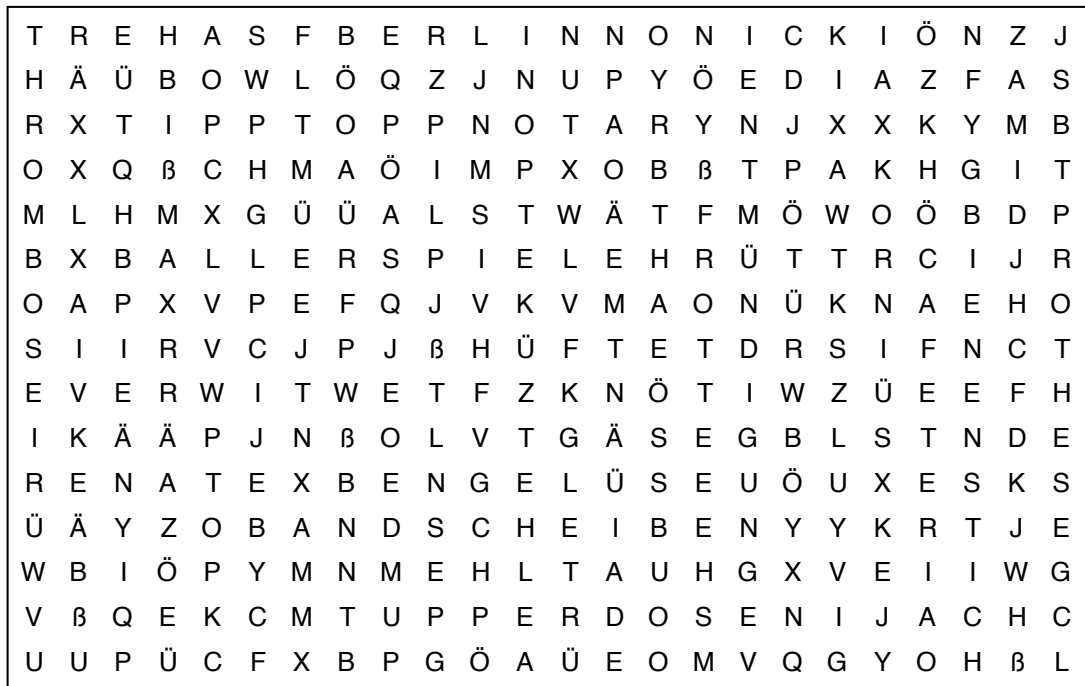 T R E H A S F B E R L I N N O N I C K I Ö N Z J
H Ä Ü B O W L Ö Q Z J N U P Y Ö E D I A Z F A S
R X T I P P T O P P N O T A R Y N J X X K Y M B
O X Q ß C H M A Ö I M P X O B ß T P A K H G I T
M L H M X G Ü Ü A L S T W Ä T F M Ö W O Ö B D P
B X B A L L E R S P I E L E H R Ü T T R C I J R
O A P X V P E F Q J V K V M A O N Ü K N A E H O
S I I R V C J P J ß H Ü F T E T D R S I F N C T
E V E R W I T W E T F Z K N Ö T I W Z Ü E E F H
I K Ä Ä P J N ß O L V T G Ä S E G B L S T N D E
R E N A T E X B E N G E L Ü S E U Ö U X E S K S
Ü Ä Y Z O B A N D S C H E I B E N Y Y K R T J E
W B I Ö P Y M N M E H L T A U H G X V E I I W G
V ß Q E K C M T U P P E R D O S E N I J A C H C
U U P Ü C F X B P G Ö A Ü E O M V Q G Y O H ß L